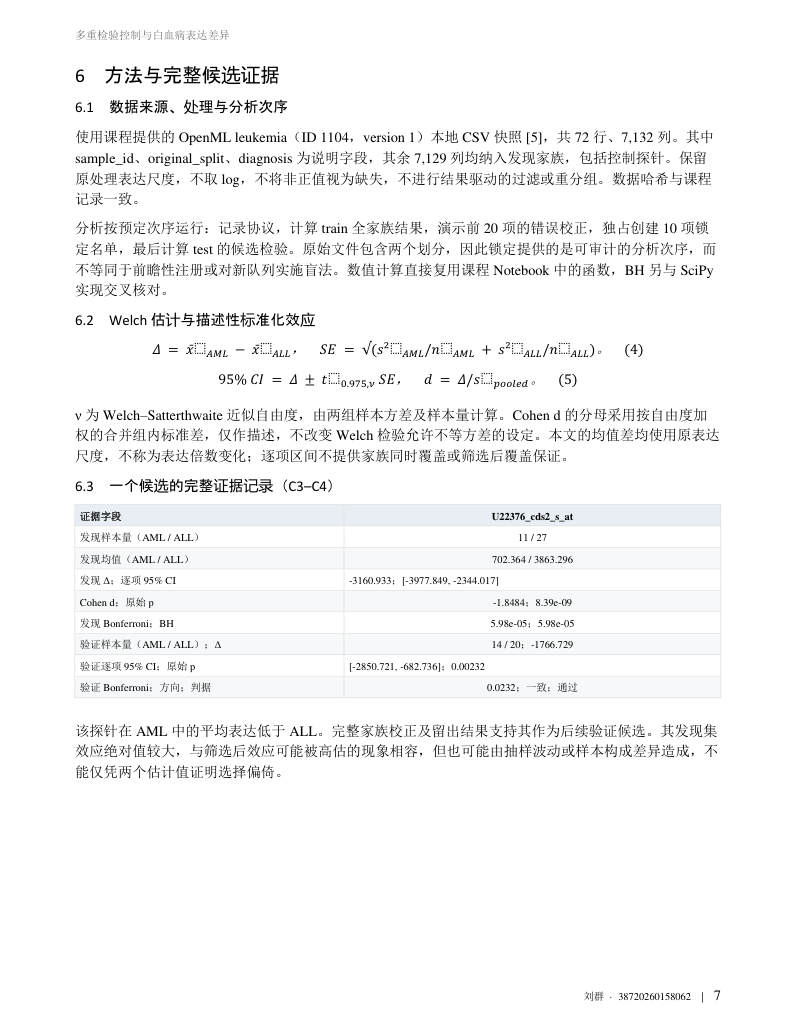 多重检验控制与白血病表达差异
6 方法与完整候选证据
6.1 数据来源、处理与分析次序
使用课程提供的 OpenML leukemia（ID 1104，version 1）本地 CSV 快照 [5]，共 72 行、7,132 列。其中
sample_id、original_split、diagnosis 为说明字段，其余 7,129 列均纳入发现家族，包括控制探针。保留
原处理表达尺度，不取 log，不将非正值视为缺失，不进行结果驱动的过滤或重分组。数据哈希与课程
记录一致。
分析按预定次序运行：记录协议，计算 train 全家族结果，演示前 20 项的错误校正，独占创建 10 项锁
定名单，最后计算 test 的候选检验。原始文件包含两个划分，因此锁定提供的是可审计的分析次序，而
不等同于前瞻性注册或对新队列实施盲法。数值计算直接复用课程 Notebook 中的函数，BH 另与 SciPy
实现交叉核对。
6.2 Welch 估计与描述性标准化效应
Δ = x̄⬚AML − x̄⬚ALL， SE = √(s²⬚AML/n⬚AML + s²⬚ALL/n⬚ALL)。 (4)
95% CI = Δ ± t⬚0.975,ν SE， d = Δ/s⬚pooled。 (5)
ν 为 Welch–Satterthwaite 近似自由度，由两组样本方差及样本量计算。Cohen d 的分母采用按自由度加
权的合并组内标准差，仅作描述，不改变 Welch 检验允许不等方差的设定。本文的均值差均使用原表达
尺度，不称为表达倍数变化；逐项区间不提供家族同时覆盖或筛选后覆盖保证。
6.3 一个候选的完整证据记录（C3–C4）
证据字段 U22376_cds2_s_at
发现样本量（AML / ALL） 11 / 27
发现均值（AML / ALL） 702.364 / 3863.296
发现 Δ；逐项 95% CI -3160.933；[-3977.849, -2344.017]
Cohen d；原始 p -1.8484；8.39e-09
发现 Bonferroni；BH 5.98e-05；5.98e-05
验证样本量（AML / ALL）；Δ 14 / 20；-1766.729
验证逐项 95% CI；原始 p [-2850.721, -682.736]；0.00232
验证 Bonferroni；方向；判据 0.0232；一致；通过
该探针在 AML 中的平均表达低于 ALL。完整家族校正及留出结果支持其作为后续验证候选。其发现集
效应绝对值较大，与筛选后效应可能被高估的现象相容，但也可能由抽样波动或样本构成差异造成，不
能仅凭两个估计值证明选择偏倚。
刘群 · 38720260158062 | 7